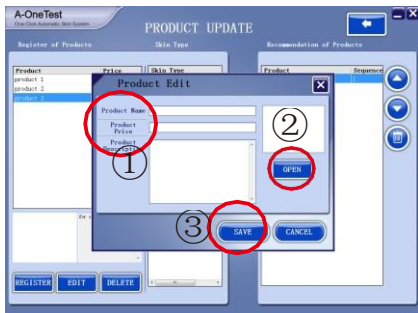 A-OneTest
One-Click Automatic Skin System
PRODUCT UPDATE
Register of Products
Skin Type
Recommendation of Products
Product Price
Skin Type
Product Sequence
product 1
1
product 2
product 3
Product Edit
Product Name
Product
Price
Product
Description
①
②
OPEN
③
SAVE
CANCEL
REGISTER
EDIT
DELETE